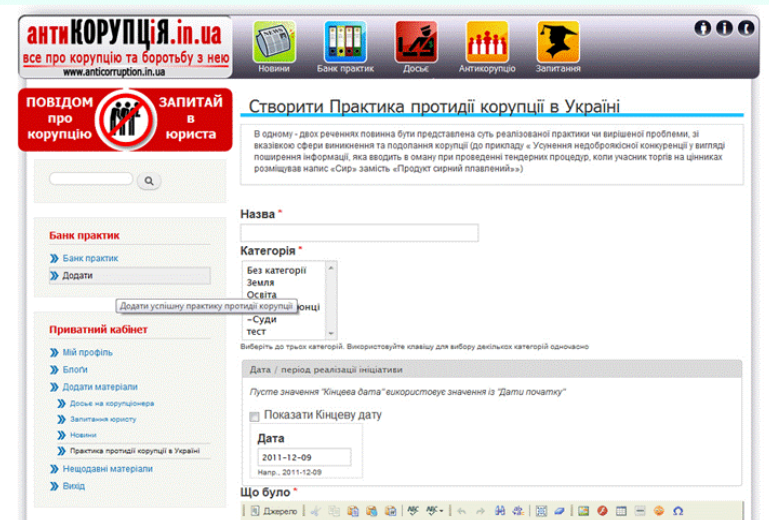 антиКОРУПЦіЯ.in.ua
все про корупцію та боротьбу з нею
www.anticorruption.in.ua
NEWS
Новини
Банк практик
Досьє
Антикорупціо
Запитання
ПОВІДОМ
про
корупцію
ЗАПИТАЙ
в
юриста
Банк практик
Банк практик
Додати
Додати успішну практику протидії корупції
Приватний кабінет
Мій профіль
Блоґи
Додати матеріали
Досьє на корупціонера
Запитання юристу
Новини
Практика протидії корупції в Україні
Нещодавні матеріали
Вихід
Створити Практика протидії корупції в Україні
В одному - двох реченнях повинна бути представлена суть реалізованої практики чи вирішеної проблеми, зі
вказівкою сфери виникнення та подолання корупції (до прикладу « Усунення недоброякісної конкуренції у вигляді
поширення інформації, яка вводить в оману при проведенні тендерних процедур, коли учасник торгів на цінниках
розміщував напис «Сир» замість «Продукт сирний плавлений»»)
Назва *
Категорія *
Без категорії
Земля
Освіта
-Суди
тест
Виберіть до трьох категорій. Використовуйте клавішу для вибору декількох категорій одночасно
Дата / період реалізації ініціативи
Пусте значення "Кінцева дата" використовує значення із "Дати початку"
Показати Кінцеву дату
Дата
2011-12-09
Напр., 2011-12-09
Що було *
Джерело